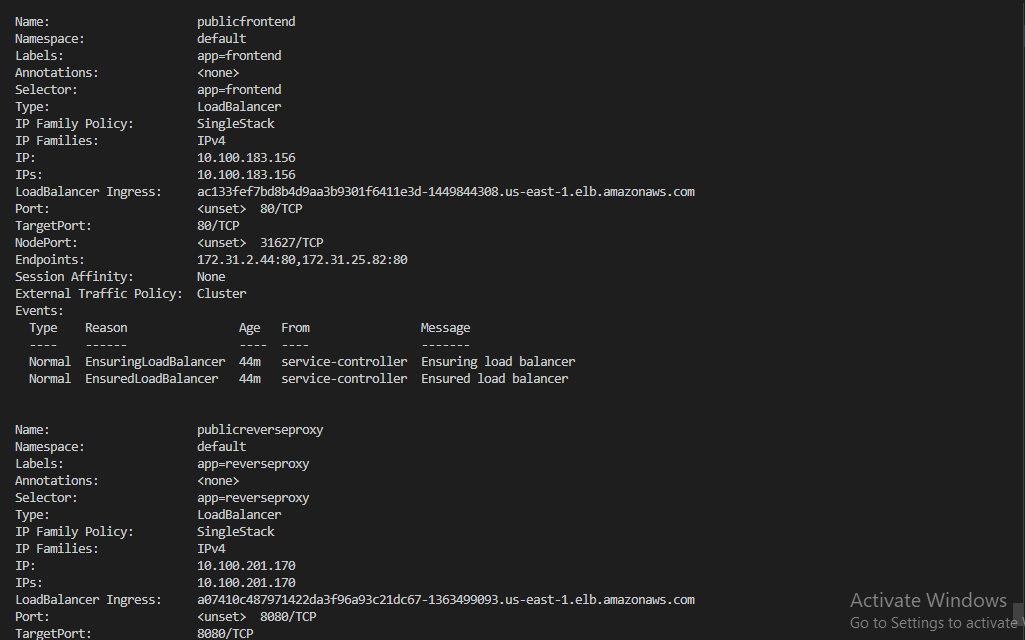 Name:                     publicfrontend
Namespace:                default
Labels:                   app=frontend
Annotations:              <none>
Selector:                 app=frontend
Type:                     LoadBalancer
IP Family Policy:         SingleStack
IP Families:              IPv4
IP:                       10.100.183.156
IPs:                      10.100.183.156
LoadBalancer Ingress:     ac133fef7bd8b4d9aa3b9301f6411e3d-1449844308.us-east-1.elb.amazonaws.com
Port:                     <unset>  80/TCP
TargetPort:               80/TCP
NodePort:                 <unset>  31627/TCP
Endpoints:                172.31.2.44:80,172.31.25.82:80
Session Affinity:         None
External Traffic Policy:  Cluster
Events:
  Type    Reason                Age   From                Message
  ----    ------                ----  ----                -------
  Normal  EnsuringLoadBalancer  44m   service-controller  Ensuring load balancer
  Normal  EnsuredLoadBalancer   44m   service-controller  Ensured load balancer
Name:                     publicreverseproxy
Namespace:                default
Labels:                   app=reverseproxy
Annotations:              <none>
Selector:                 app=reverseproxy
Type:                     LoadBalancer
IP Family Policy:         SingleStack
IP Families:              IPv4
IP:                       10.100.201.170
IPs:                      10.100.201.170
LoadBalancer Ingress:     a07410c487971422da3f96a93c21dc67-1363499093.us-east-1.elb.amazonaws.com
Port:                     <unset>  8080/TCP
TargetPort:               8080/TCP
Activate Windows
Go to Settings to activate